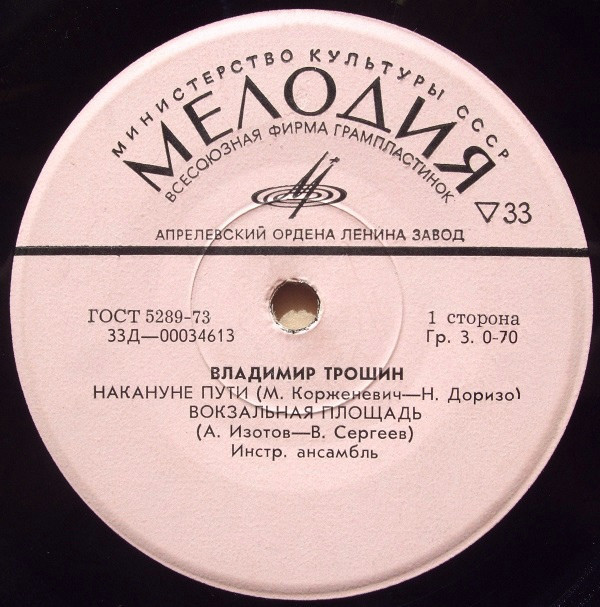 МИНИСТЕРСТВО КУЛЬТУРЫ СССР
МЕЛОДИЯ
ВСЕСОЮЗНАЯ ФИРМА ГРАМПЛАСТИНОК
▽33
АПРЕЛЕВСКИЙ ОРДЕНА ЛЕНИНА ЗАВОД
ГОСТ 5289-73
1 сторона
33Д—00034613
Гр. 3. 0-70
ВЛАДИМИР ТРОШИН
НАКАНУНЕ ПУТИ (М. Корженевич—Н. Доризо)
ВОКЗАЛЬНАЯ ПЛОЩАДЬ
(А. Изотов—В. Сергеев)
Инстр. ансамбль